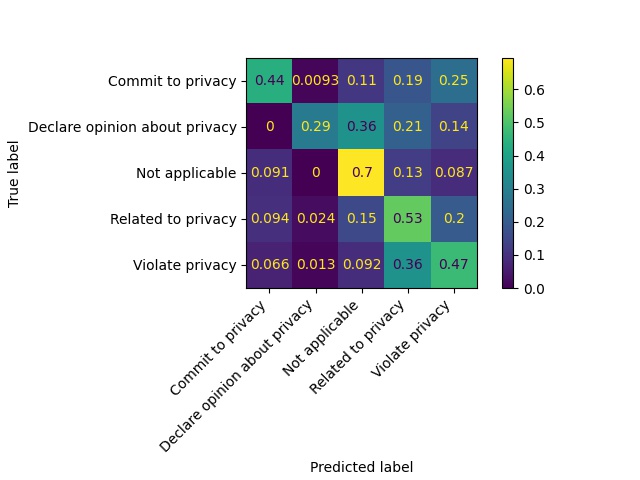 Commit to privacy 0.44 0.0093 0.11 0.19 0.25
Declare opinion about privacy 0 0.29 0.36 0.21 0.14
Not applicable 0.091 0 0.7 0.13 0.087
Related to privacy 0.094 0.024 0.15 0.53 0.2
Violate privacy 0.066 0.013 0.092 0.36 0.47
True label
Commit to privacy
Declare opinion about privacy
Not applicable
Related to privacy
Violate privacy
Predicted label
0.6
0.5
0.4
0.3
0.2
0.1
0.0